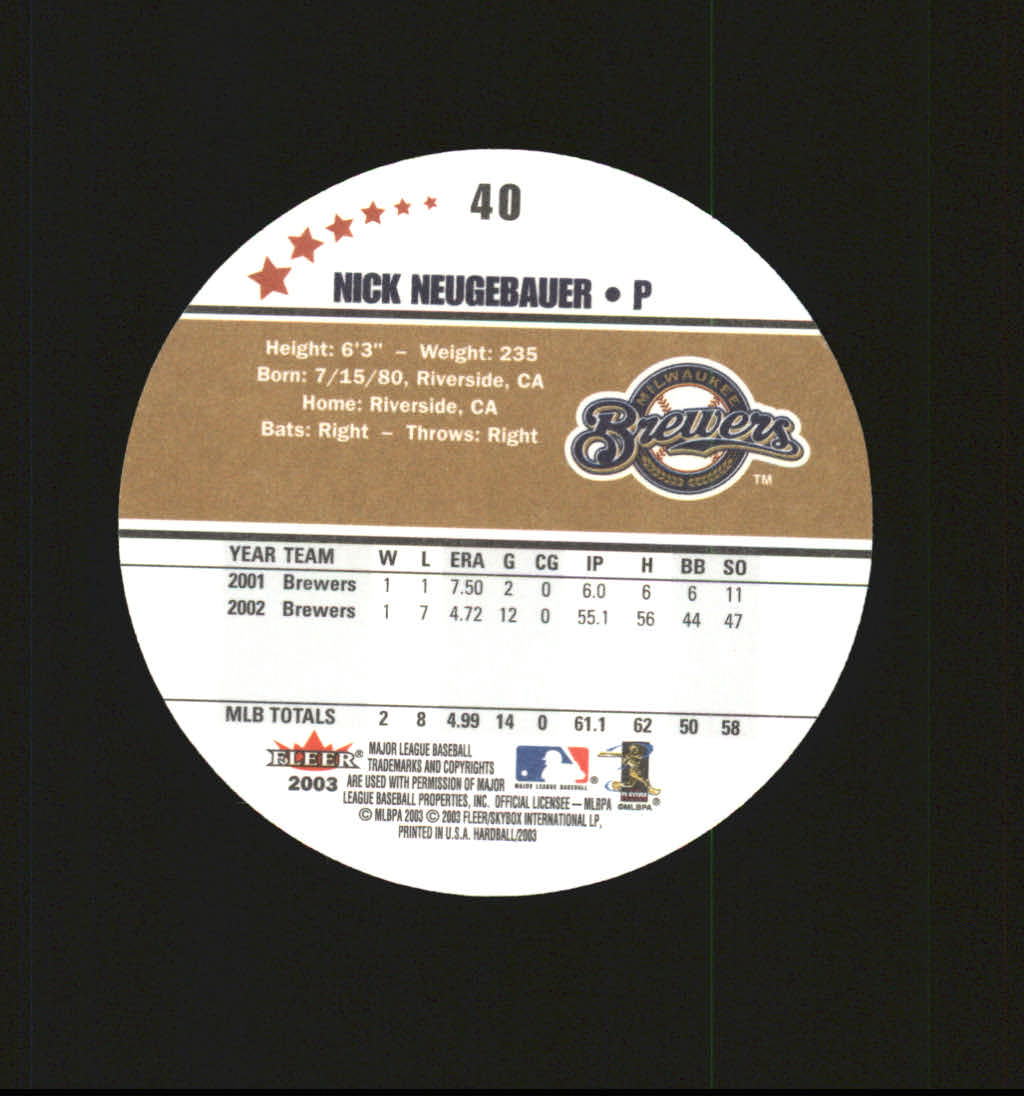 40
NICK NEUGEBAUER • P
Height: 6'3" – Weight: 235
Born: 7/15/80, Riverside, CA
Home: Riverside, CA
Bats: Right – Throws: Right
MILWAUKEE
Brewers
TM
YEAR TEAM W L ERA G CG IP H BB SO
2001 Brewers 1 1 7.50 2 0 6.0 6 6 11
2002 Brewers 1 7 4.72 12 0 55.1 56 44 47
MLB TOTALS 2 8 4.99 14 0 61.1 62 50 58
FLEER®
2003
MAJOR LEAGUE BASEBALL
TRADEMARKS AND COPYRIGHTS
ARE USED WITH PERMISSION OF MAJOR
LEAGUE BASEBALL PROPERTIES, INC. OFFICIAL LICENSEE — MLBPA
© MLBPA 2003 © 2003 FLEER/SKYBOX INTERNATIONAL LP,
PRINTED IN U.S.A. HARDBALL/2003
MAJOR LEAGUE BASEBALL ®
PLAYERS
©MLBPA ®